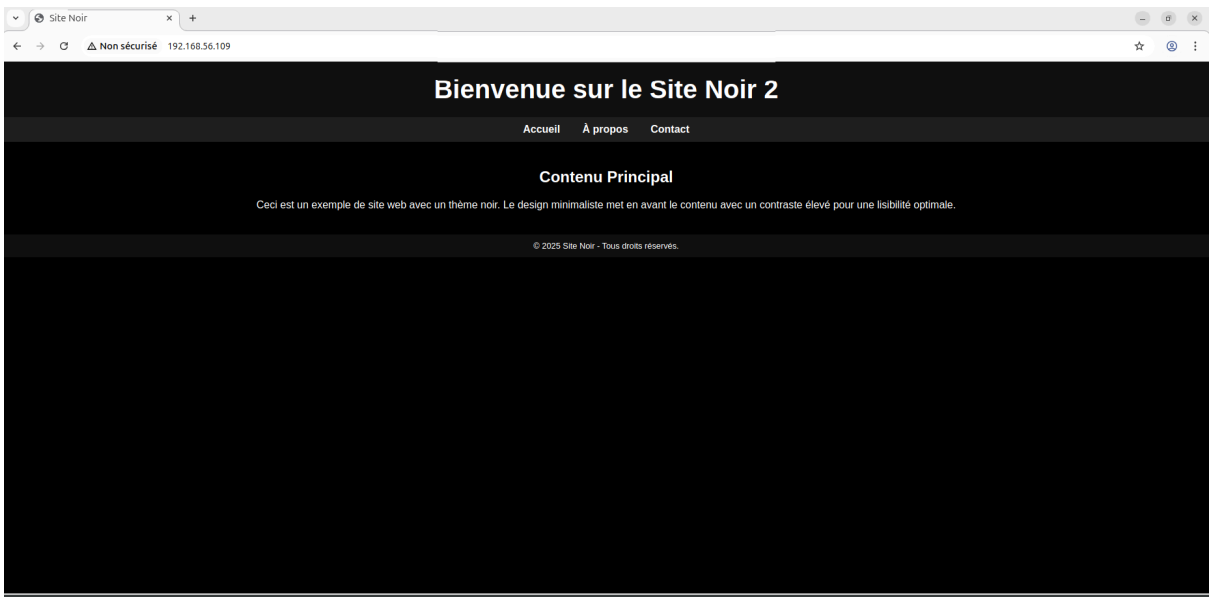 Site Noir
Non sécurisé 192.168.56.109
Bienvenue sur le Site Noir 2
Accueil À propos Contact
Contenu Principal
Ceci est un exemple de site web avec un thème noir. Le design minimaliste met en avant le contenu avec un contraste élevé pour une lisibilité optimale.
© 2025 Site Noir - Tous droits réservés.